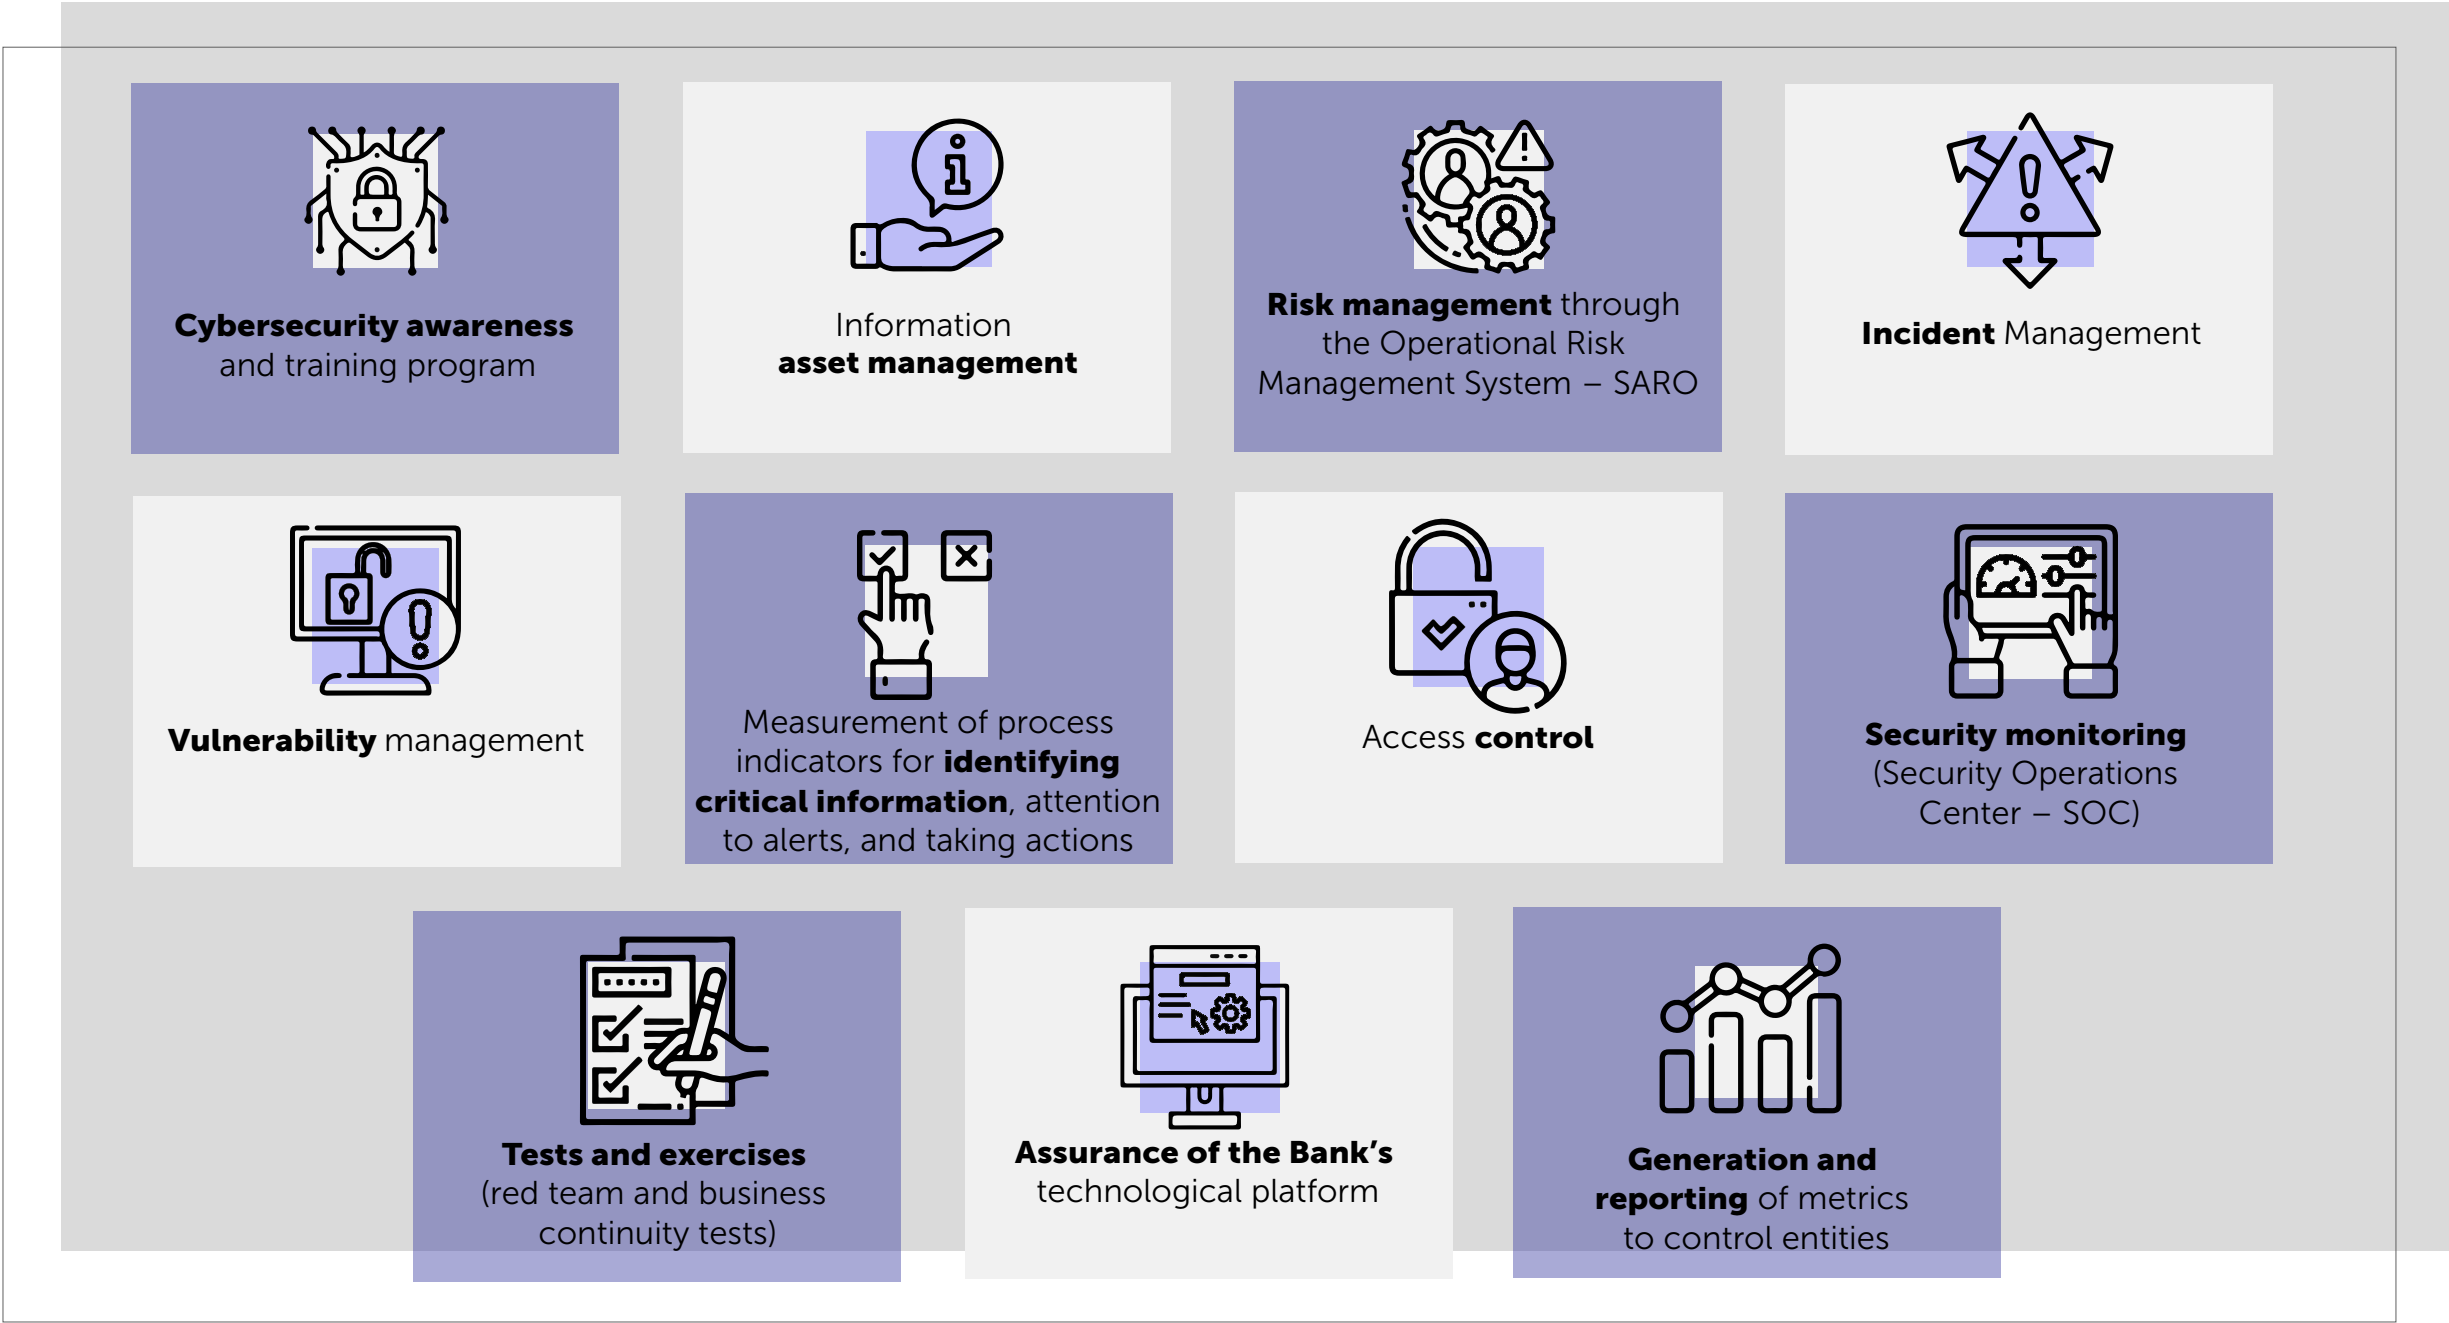 Cybersecurity awareness
and training program
Information
asset management
Risk management through
the Operational Risk
Management System – SARO
Incident Management
Vulnerability management
Measurement of process
indicators for identifying
critical information, attention
to alerts, and taking actions
Access control
Security monitoring
(Security Operations
Center – SOC)
Tests and exercises
(red team and business
continuity tests)
Assurance of the Bank’s
technological platform
Generation and
reporting of metrics
to control entities